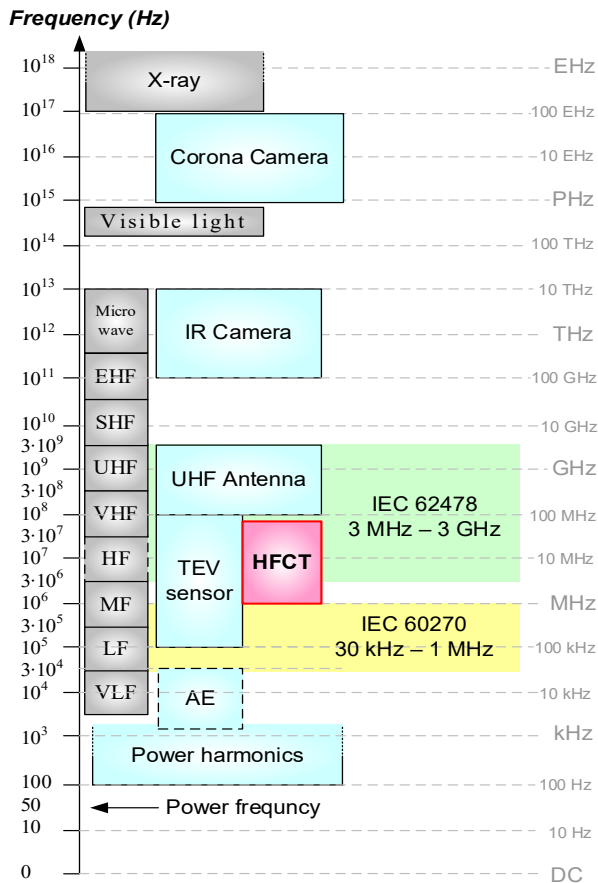 Frequency (Hz)
10¹⁸ EHz
X-ray
10¹⁷ 100 EHz
10¹⁶ Corona Camera 10 EHz
10¹⁵ PHz
Visible light
10¹⁴ 100 THz
10¹³ 10 THz
Micro
wave
10¹² IR Camera THz
10¹¹ EHF 100 GHz
10¹⁰ SHF 10 GHz
3·10⁹
10⁹ UHF UHF Antenna GHz
3·10⁸
IEC 62478
3 MHz – 3 GHz
10⁸ VHF 100 MHz
3·10⁷
10⁷ HF TEV
sensor
HFCT 10 MHz
3·10⁶
10⁶ MF MHz
3·10⁵
IEC 60270
30 kHz – 1 MHz
10⁵ LF 100 kHz
3·10⁴
10⁴ VLF AE 10 kHz
10³ kHz
Power harmonics
100 100 Hz
50 Power frequncy
10 10 Hz
0 DC